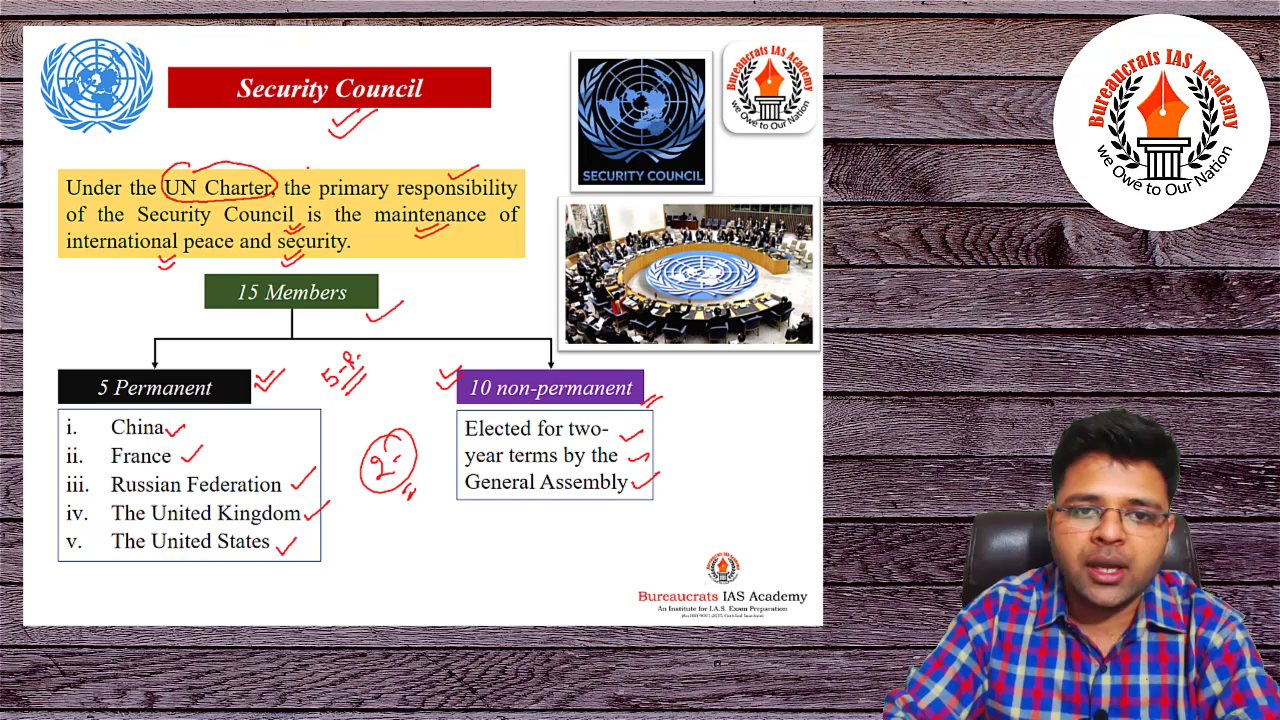 Security Council
Under the UN Charter, the primary responsibility
of the Security Council is the maintenance of
international peace and security.
15 Members
5 Permanent
i. China
ii. France
iii. Russian Federation
iv. The United Kingdom
v. The United States
5-P.
2
10 non-permanent
Elected for two-
year terms by the
General Assembly
SECURITY COUNCIL
Bureaucrats IAS Academy
we Owe to Our Nation
Bureaucrats IAS Academy
An Institute for I.A.S. Exam Preparation
Bureaucrats IAS Academy
we Owe to Our Nation